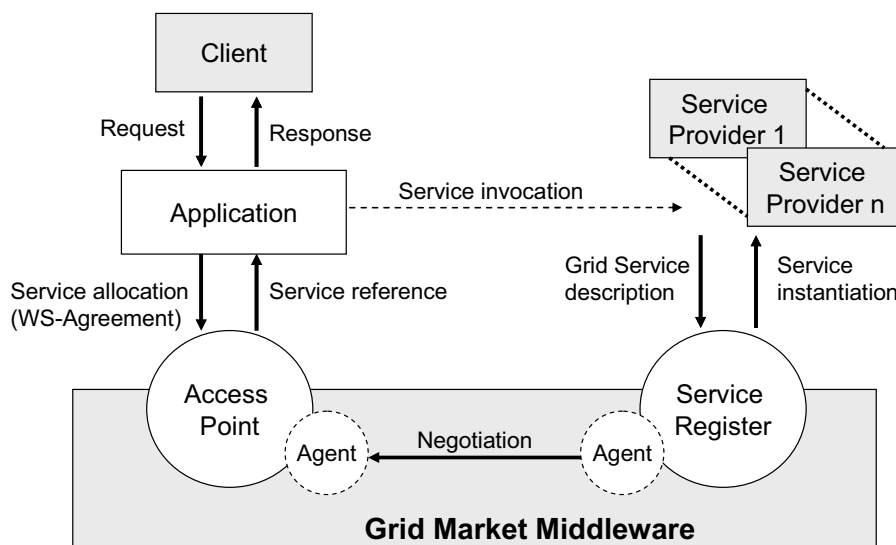 Client
Service
Provider 1
Request
Response
Service
Provider n
Service invocation
Application
Service allocation
(WS-Agreement)
Service reference
Grid Service
description
Service
instantiation
Access
Point
Service
Register
Agent
Negotiation
Agent
Grid Market Middleware